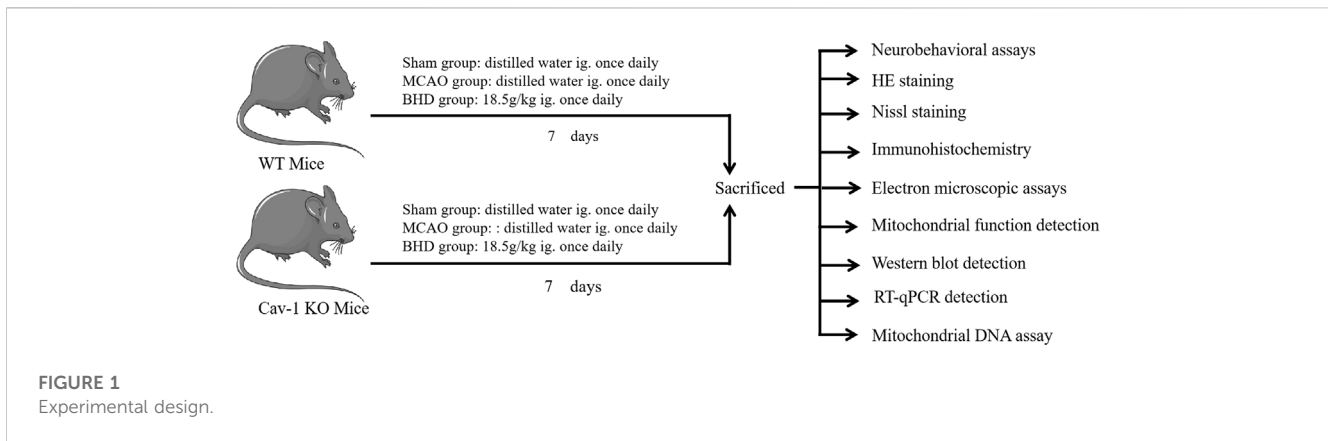 Sham group: distilled water ig. once daily
MCAO group: distilled water ig. once daily
BHD group: 18.5g/kg ig. once daily
7 days
WT Mice
Sham group: distilled water ig. once daily
MCAO group: : distilled water ig. once daily
BHD group: 18.5g/kg ig. once daily
7 days
Cav-1 KO Mice
Sacrificed
Neurobehavioral assays
HE staining
Nissl staining
Immunohistochemistry
Electron microscopic assays
Mitochondrial function detection
Western blot detection
RT-qPCR detection
Mitochondrial DNA assay
FIGURE 1
Experimental design.